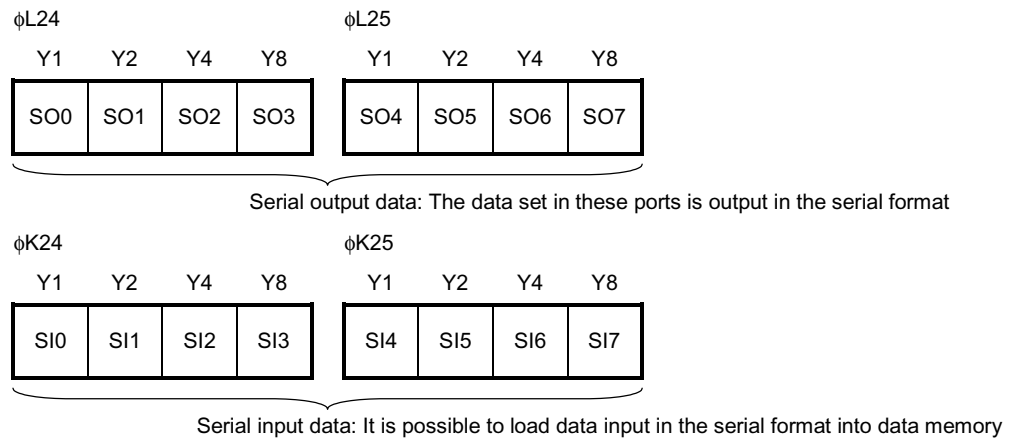 ϕL24 ϕL25
Y1 Y2 Y4 Y8 Y1 Y2 Y4 Y8
SO0 SO1 SO2 SO3 SO4 SO5 SO6 SO7
Serial output data: The data set in these ports is output in the serial format
ϕK24 ϕK25
Y1 Y2 Y4 Y8 Y1 Y2 Y4 Y8
SI0 SI1 SI2 SI3 SI4 SI5 SI6 SI7
Serial input data: It is possible to load data input in the serial format into data memory